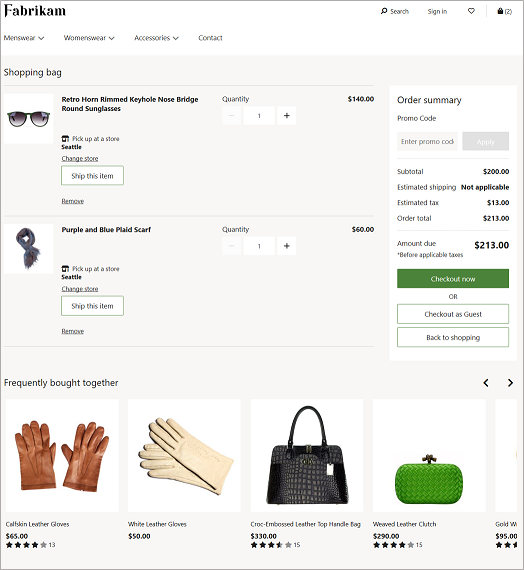 Fabrikam
Search
Sign in
(2)
Menswear
Womenswear
Accessories
Contact
Shopping bag
Retro Horn Rimmed Keyhole Nose Bridge
Round Sunglasses
Quantity
1
$140.00
Pick up at a store
Seattle
Change store
Ship this item
Remove
Purple and Blue Plaid Scarf
Quantity
1
$60.00
Pick up at a store
Seattle
Change store
Ship this item
Remove
Order summary
Promo Code
Enter promo code
Apply
Subtotal $200.00
Estimated shipping Not applicable
Estimated tax $13.00
Order total $213.00
Amount due $213.00
*Before applicable taxes
Checkout now
OR
Checkout as Guest
Back to shopping
Frequently bought together
Calfskin Leather Gloves
$65.00
13
White Leather Gloves
$50.00
Croc-Embossed Leather Top Handle Bag
$330.00
15
Weaved Leather Clutch
$290.00
15
Gold
$95.00